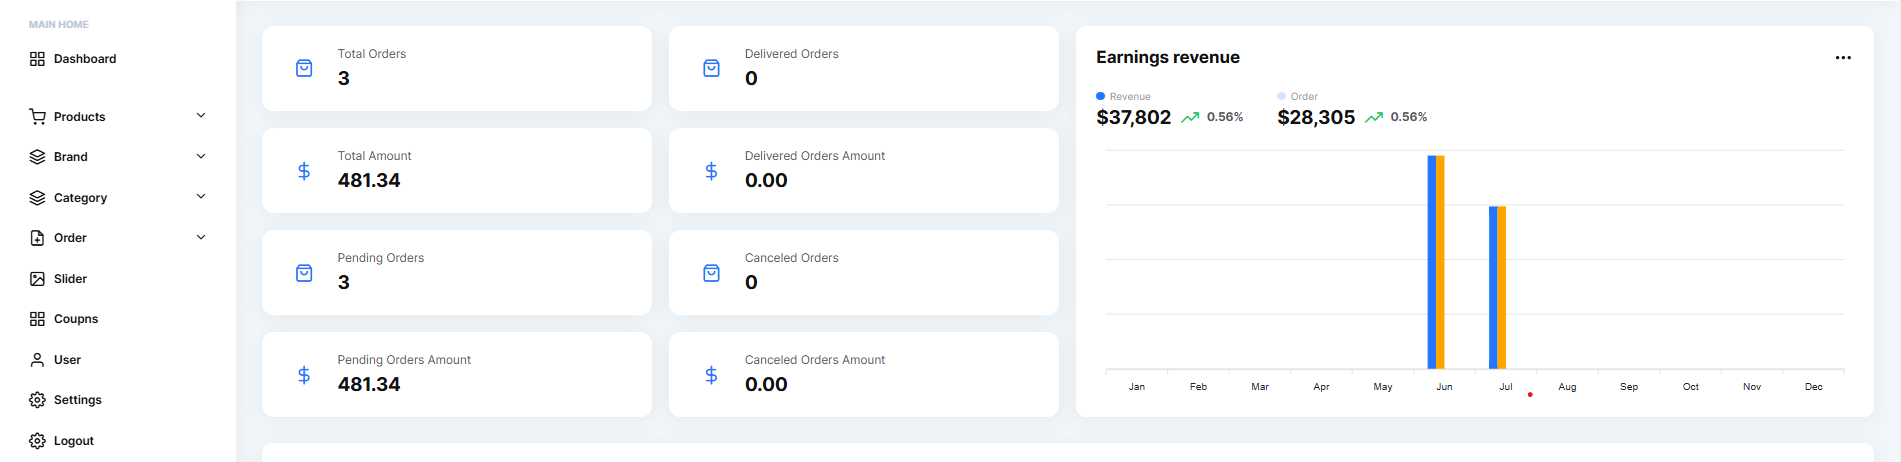 MAIN HOME
Dashboard
Products
Brand
Category
Order
Slider
Coupns
User
Settings
Logout
Total Orders
3
Delivered Orders
0
Total Amount
481.34
Delivered Orders Amount
0.00
Pending Orders
3
Canceled Orders
0
Pending Orders Amount
481.34
Canceled Orders Amount
0.00
Earnings revenue
Revenue
$37,802 0.56%
Order
$28,305 0.56%
Jan Feb Mar Apr May Jun Jul Aug Sep Oct Nov Dec